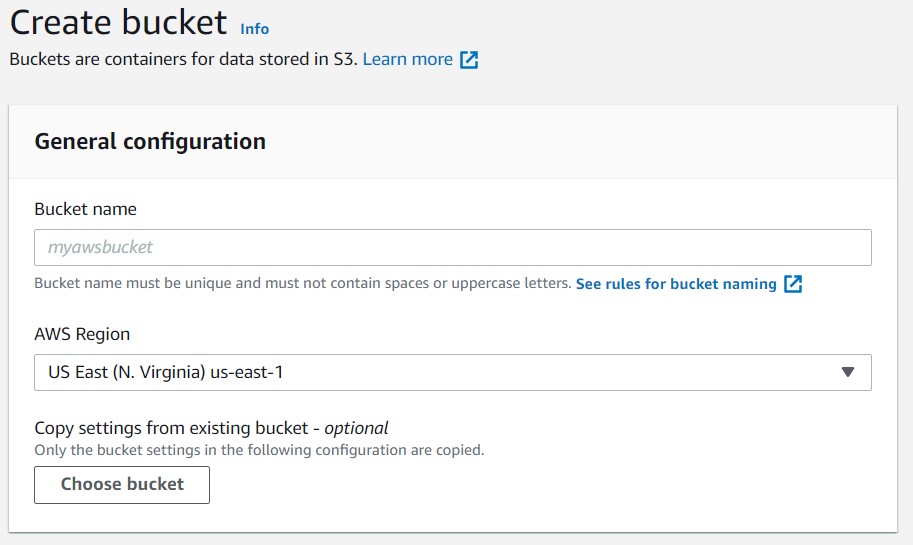 Create bucket Info
Buckets are containers for data stored in S3. Learn more
General configuration
Bucket name
myawsbucket
Bucket name must be unique and must not contain spaces or uppercase letters. See rules for bucket naming
AWS Region
US East (N. Virginia) us-east-1
Copy settings from existing bucket - optional
Only the bucket settings in the following configuration are copied.
Choose bucket